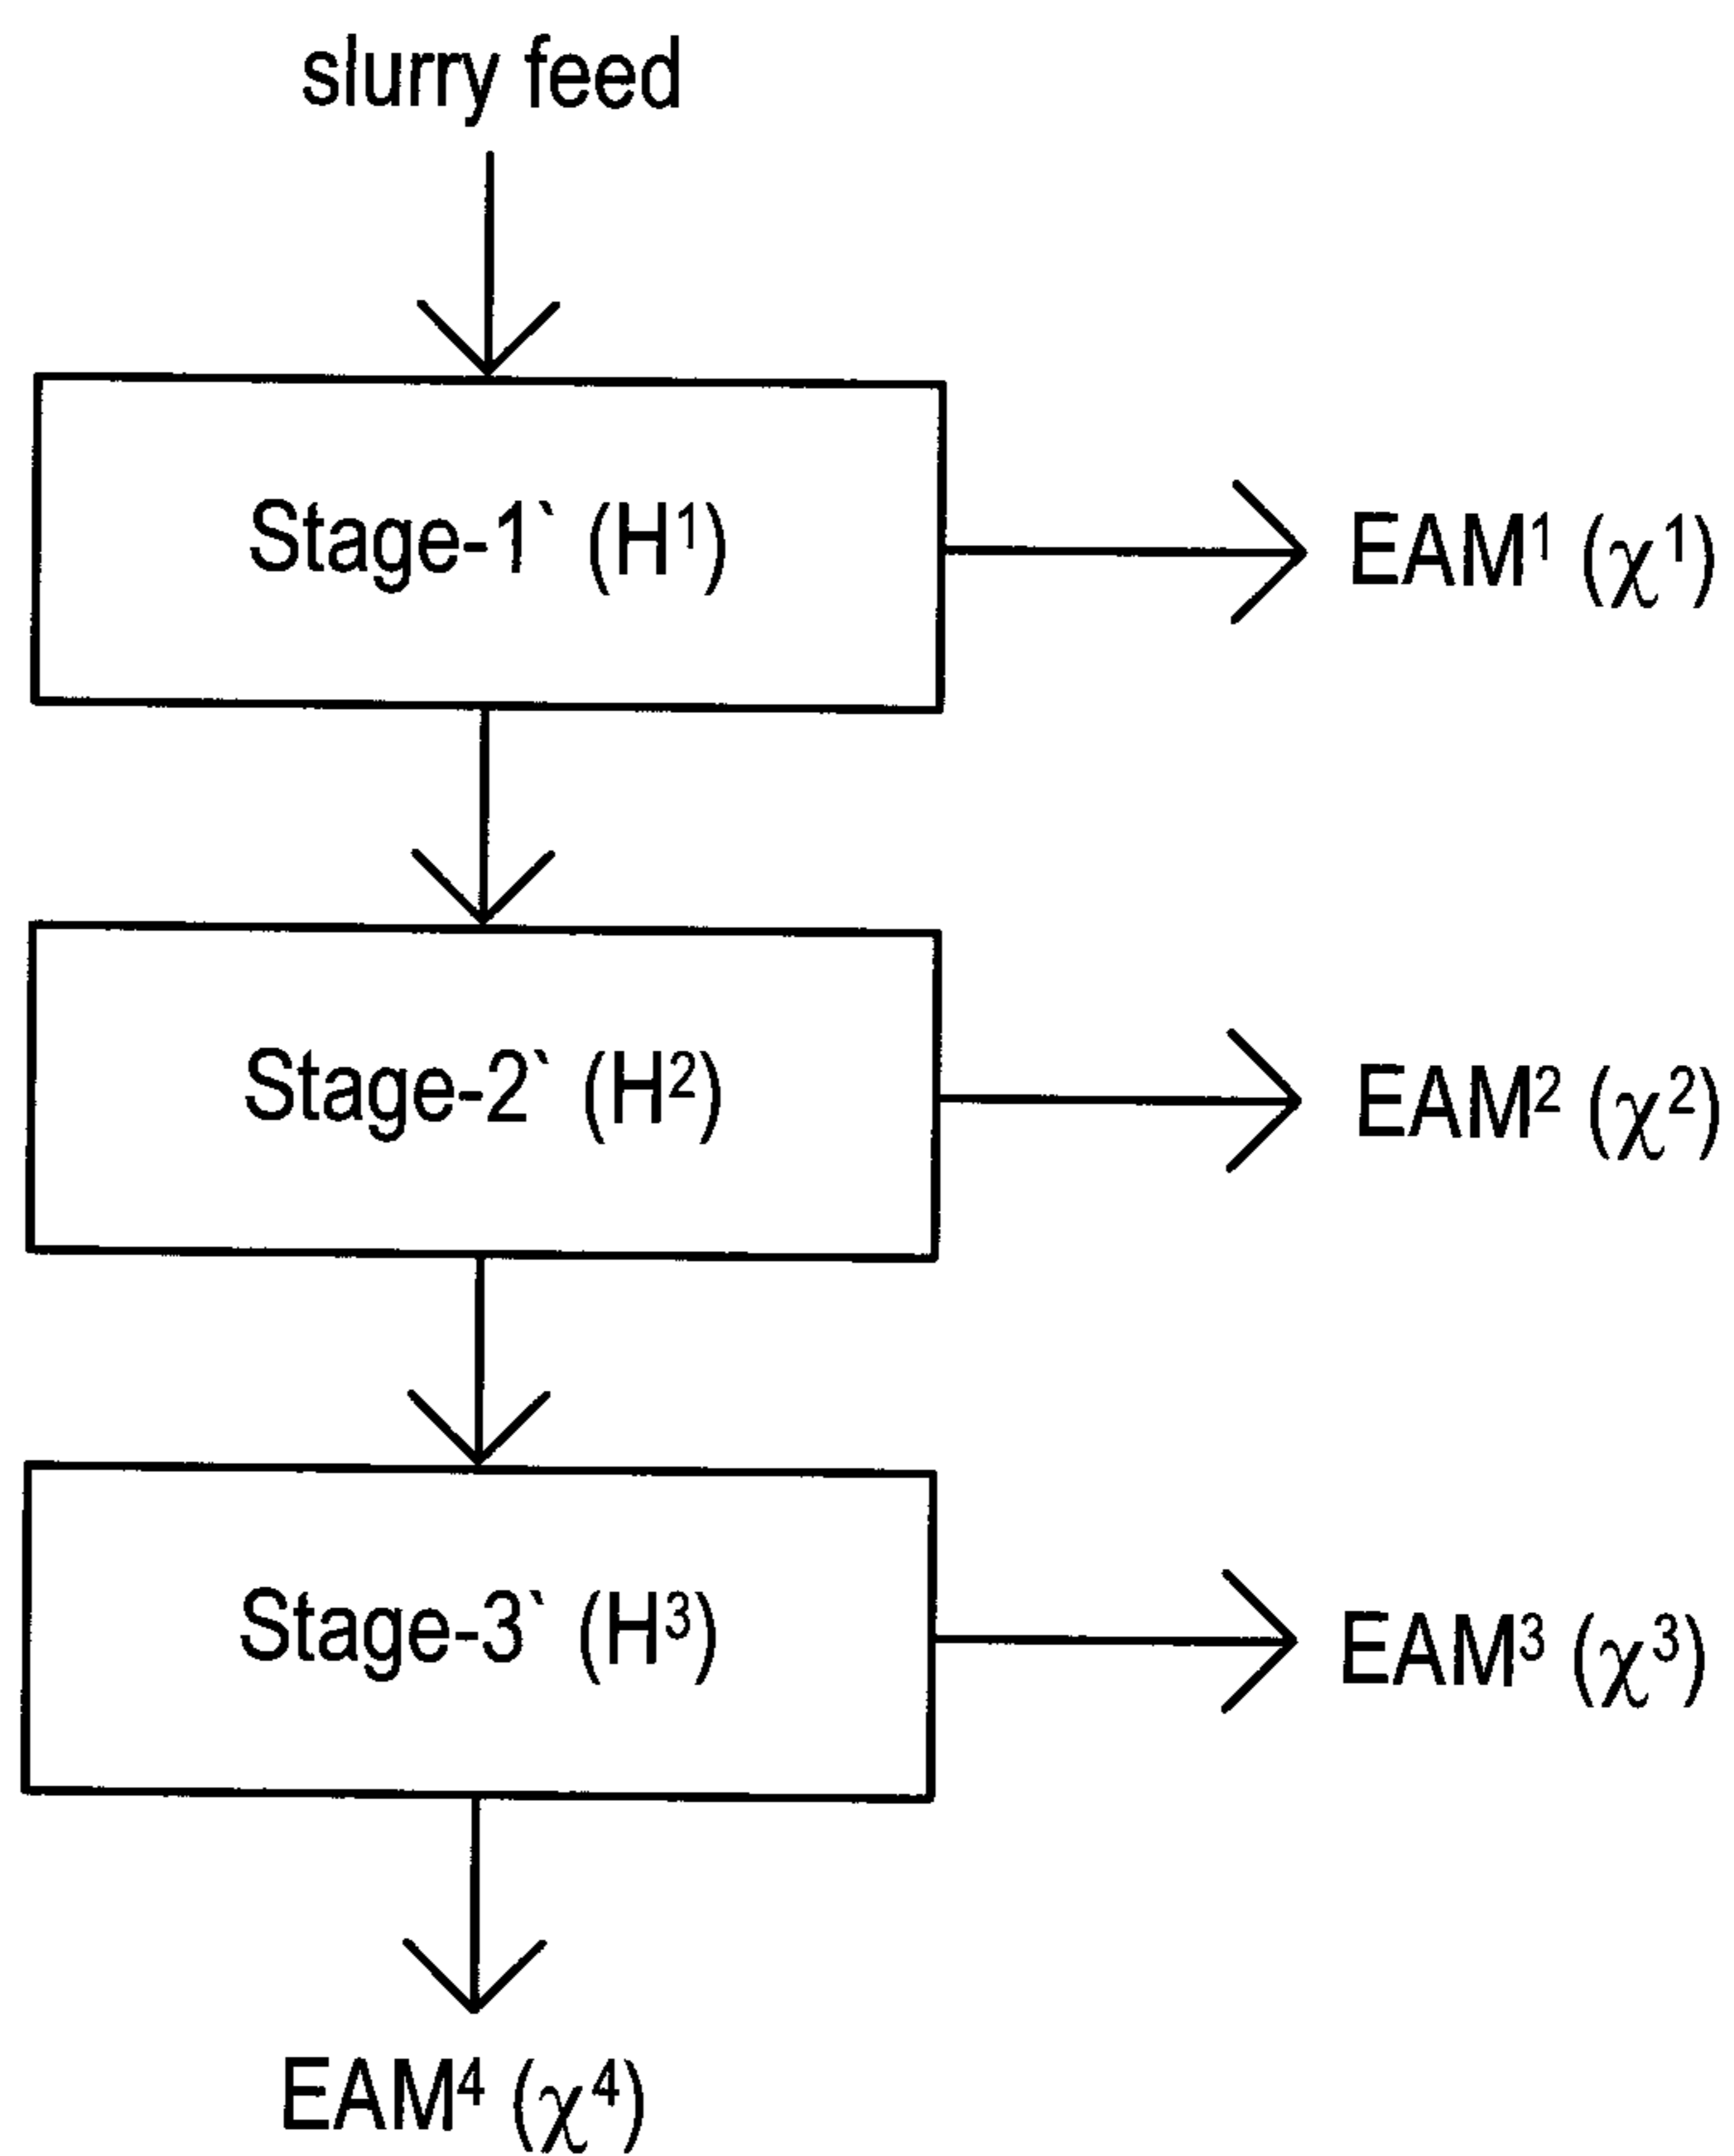 slurry feed
Stage-1` (H¹)
EAM¹ (χ¹)
Stage-2` (H²)
EAM² (χ²)
Stage-3` (H³)
EAM³ (χ³)
EAM⁴ (χ⁴)